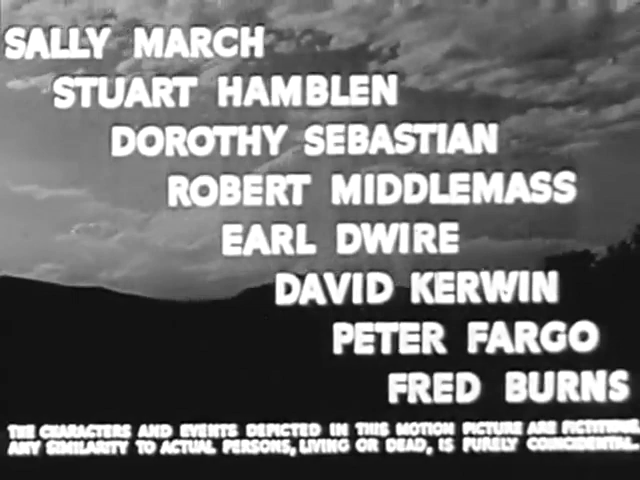 SALLY MARCH
STUART HAMBLEN
DOROTHY SEBASTIAN
ROBERT MIDDLEMASS
EARL DWIRE
DAVID KERWIN
PETER FARGO
FRED BURNS
THE CHARACTERS AND EVENTS DEPICTED IN THIS MOTION PICTURE ARE
ANY SIMILARITY TO ACTUAL PERSONS, LIVING OR DEAD, IS PURELY COINCIDENTAL.